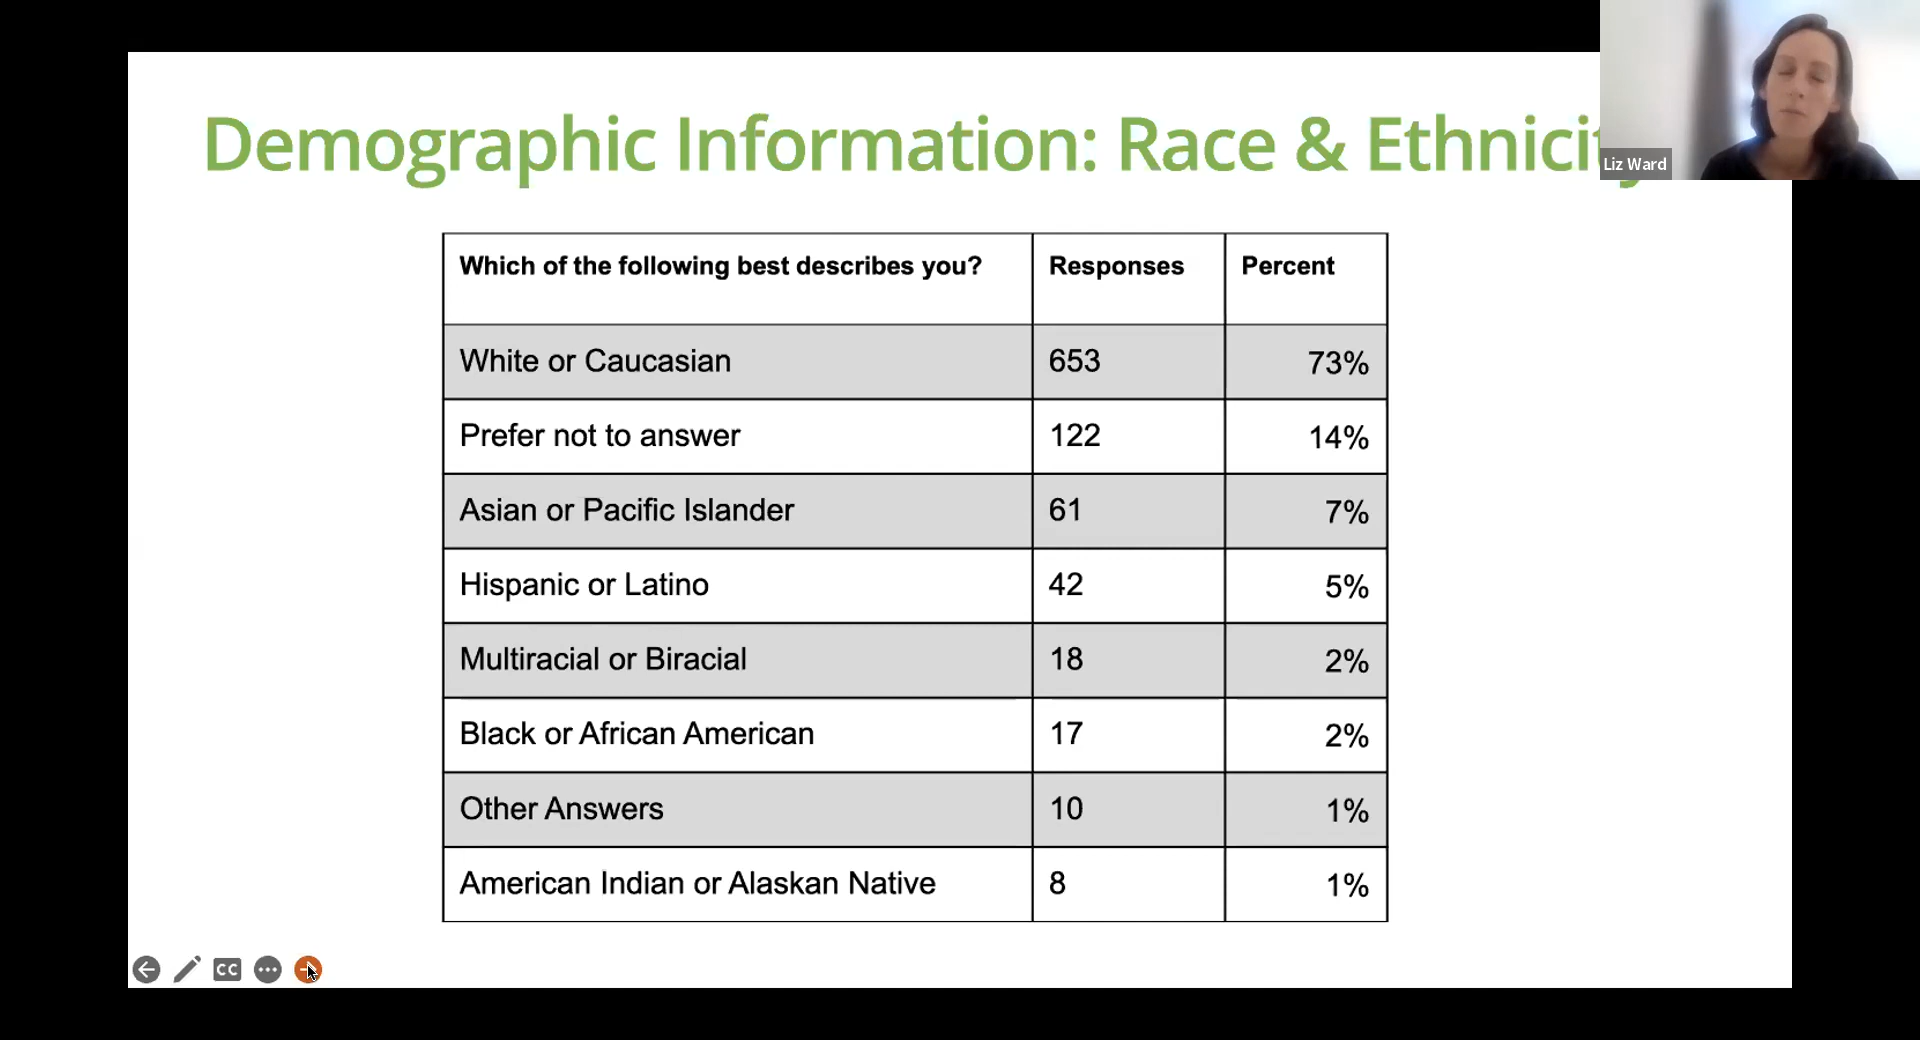 Demographic Information: Race & Ethnicity
Liz Ward
Which of the following best describes you? Responses Percent
White or Caucasian 653 73%
Prefer not to answer 122 14%
Asian or Pacific Islander 61 7%
Hispanic or Latino 42 5%
Multiracial or Biracial 18 2%
Black or African American 17 2%
Other Answers 10 1%
American Indian or Alaskan Native 8 1%
CC